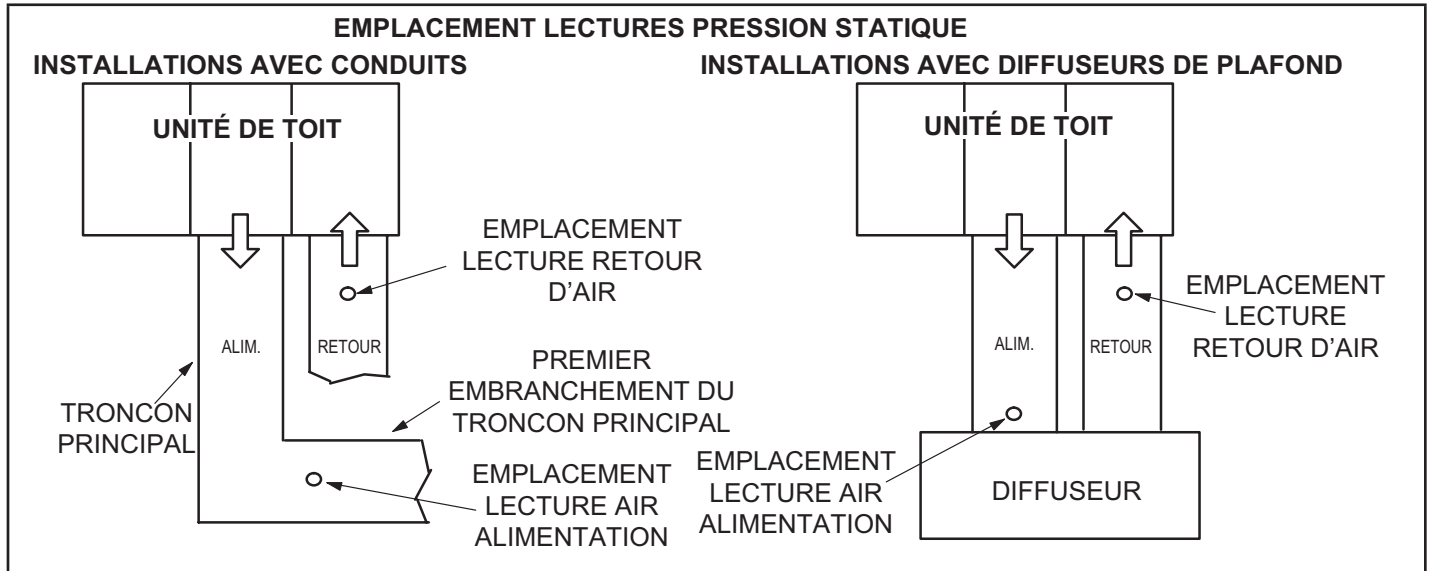 EMPLACEMENT LECTURES PRESSION STATIQUE
INSTALLATIONS AVEC CONDUITS
UNITÉ DE TOIT
EMPLACEMENT
LECTURE RETOUR
D’AIR
ALIM.
RETOUR
PREMIER
EMBRANCHEMENT DU
TRONCON PRINCIPAL
TRONCON
PRINCIPAL
EMPLACEMENT
LECTURE AIR
ALIMENTATION
INSTALLATIONS AVEC DIFFUSEURS DE PLAFOND
UNITÉ DE TOIT
EMPLACEMENT
LECTURE
RETOUR D’AIR
ALIM.
RETOUR
EMPLACEMENT
LECTURE AIR
ALIMENTATION
DIFFUSEUR